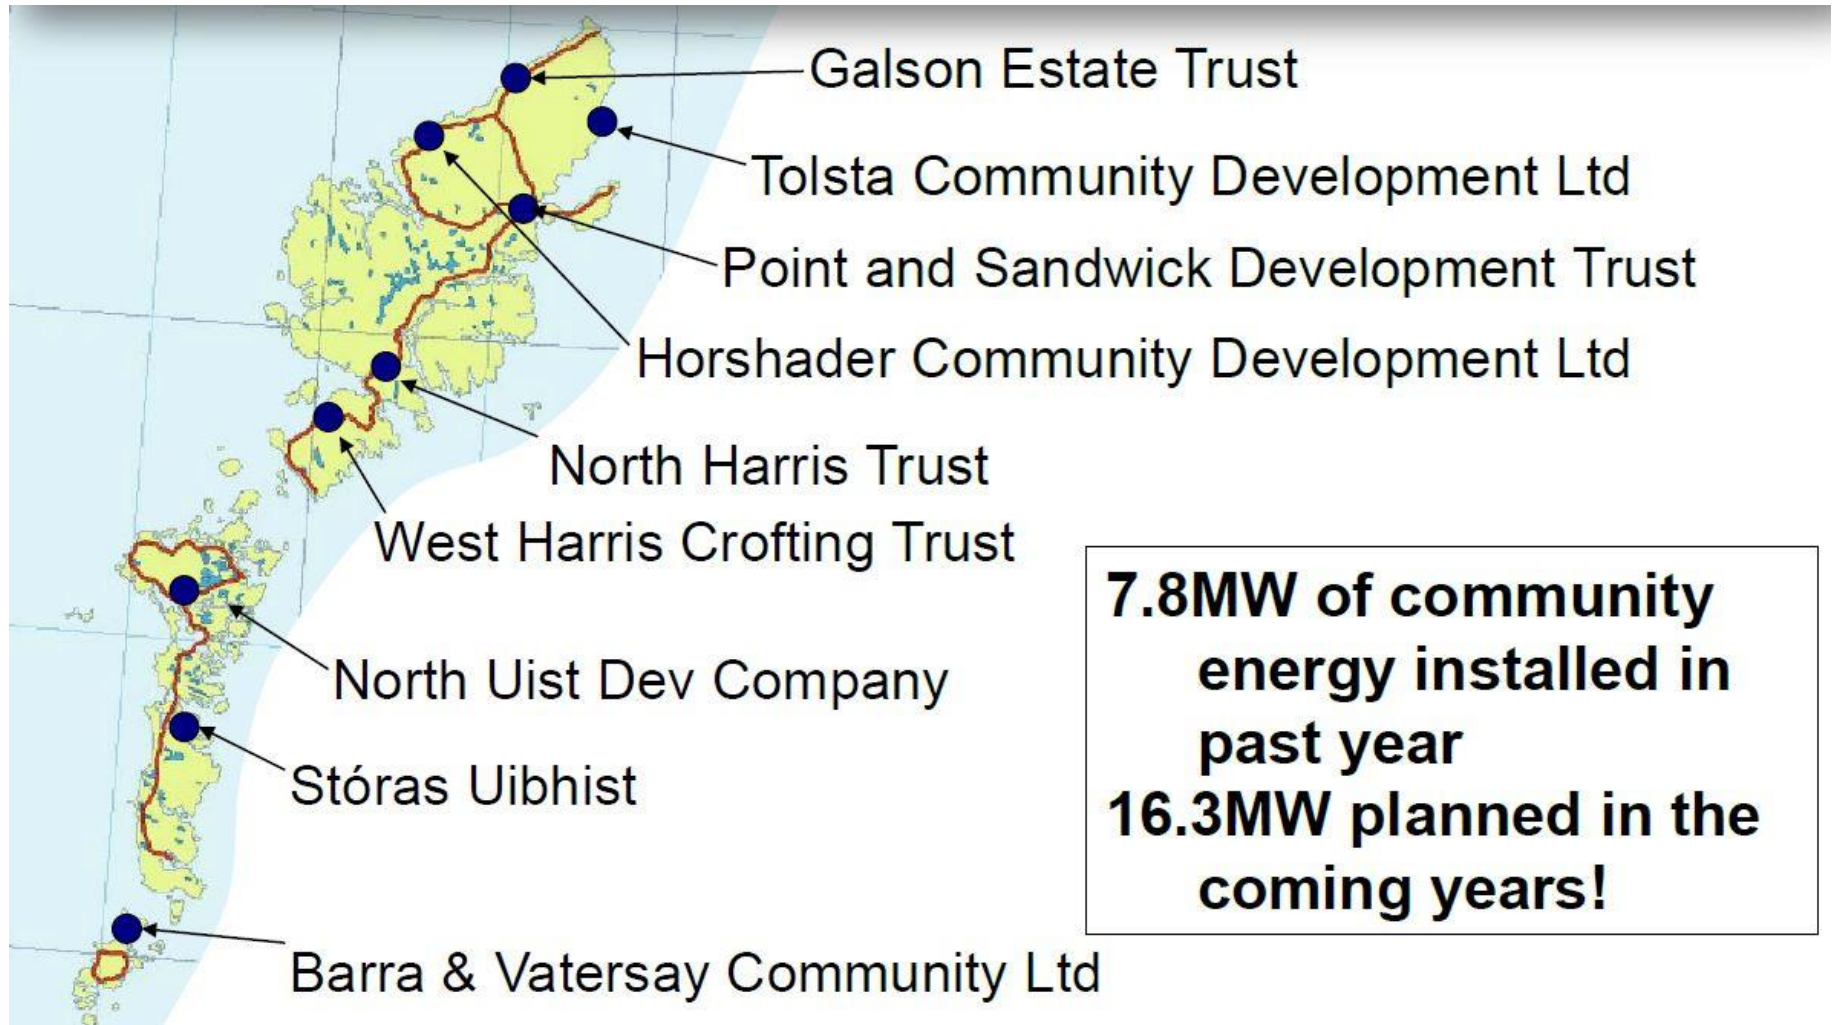 Galson Estate Trust
Tolsta Community Development Ltd
Point and Sandwick Development Trust
Horshader Community Development Ltd
North Harris Trust
West Harris Crofting Trust
North Uist Dev Company
Stóras Uibhist
Barra & Vatersay Community Ltd
7.8MW of community
energy installed in
past year
16.3MW planned in the
coming years!